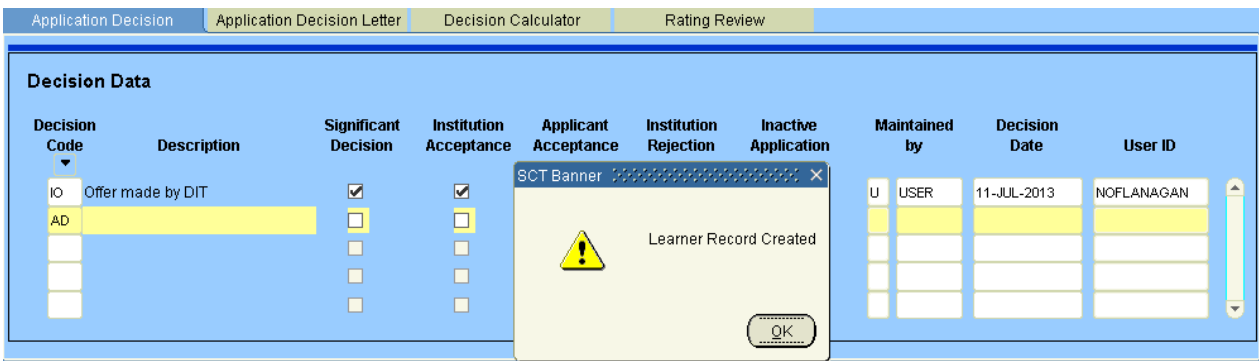 Application Decision Application Decision Letter Decision Calculator Rating Review
Decision Data
Decision Significant Institution Applicant Institution Inactive Maintained Decision
Code Description Decision Acceptance Acceptance Rejection Application by Date User ID
SCT Banner
IO Offer made by DIT U USER 11-JUL-2013 NOFLANAGAN
AD
Learner Record Created
OK